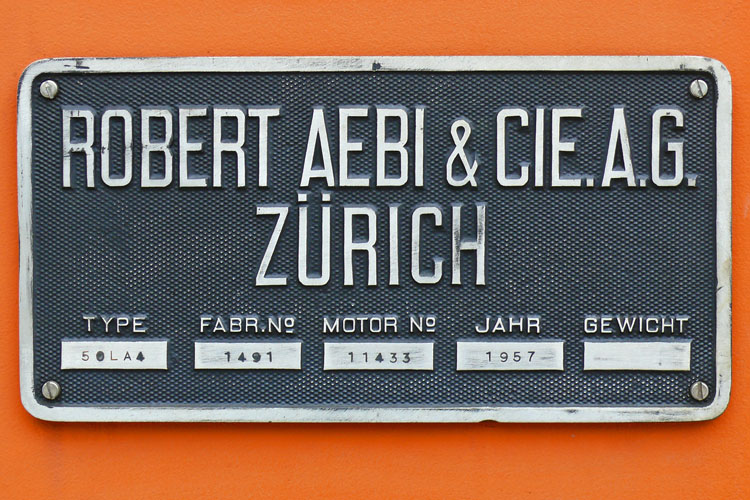 ROBERT AEBI & CIE. A.G.
ZÜRICH
TYPE FABR.Nº MOTOR Nº JAHR GEWICHT
50LA4 1491 11433 1957